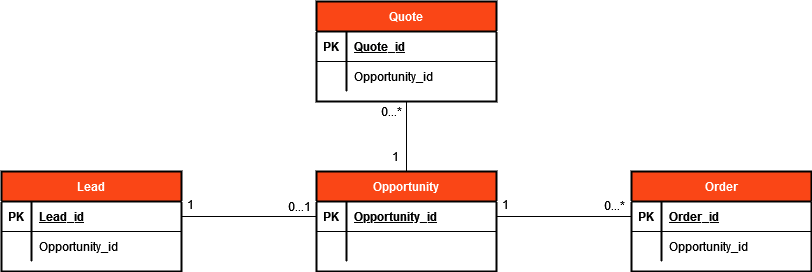 Quote
PK Quote_id
Opportunity_id
0...*
1
Lead
PK Lead_id
Opportunity_id
1
0...1
Opportunity
PK Opportunity_id
1
0...*
Order
PK Order_id
Opportunity_id